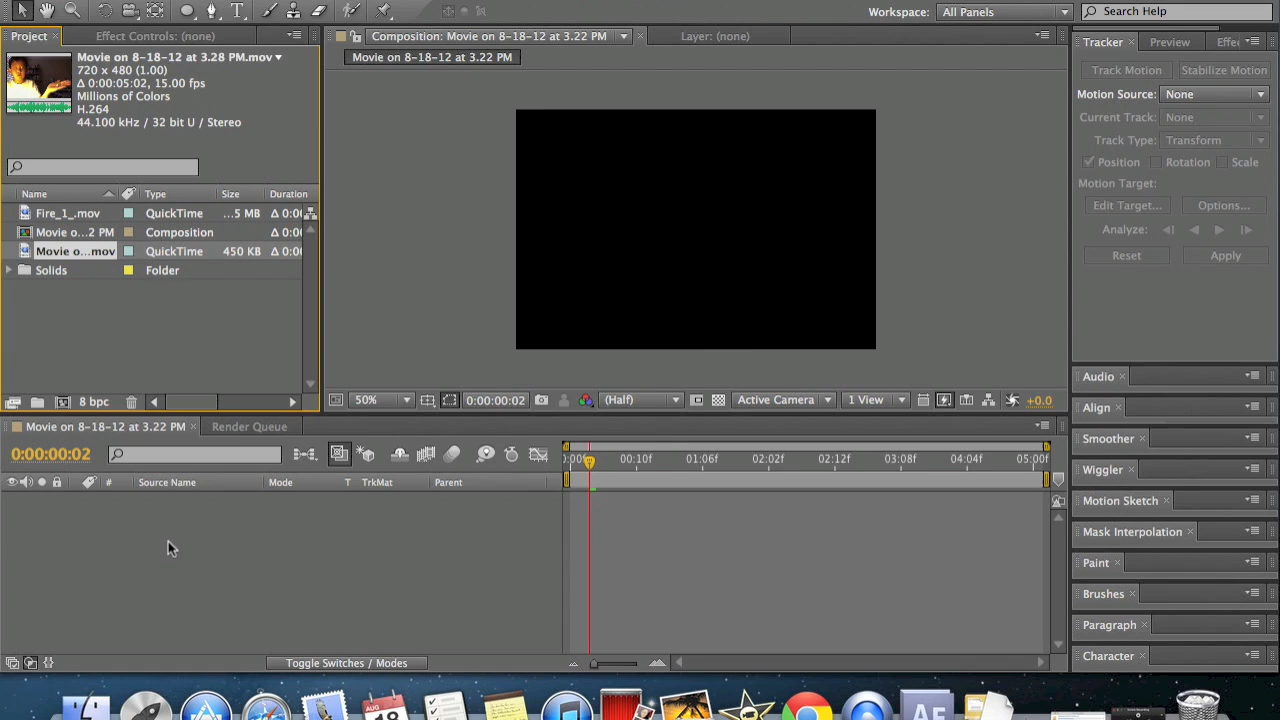 Workspace: All Panels Search Help
Project Effect Controls: (none) Composition: Movie on 8-18-12 at 3.22 PM Layer: (none) Tracker Preview Effe
Movie on 8-18-12 at 3.28 PM.mov
720 x 480 (1.00)
Δ 0:00:05:02, 15.00 fps
Millions of Colors
H.264
44.100 kHz / 32 bit U / Stereo
Movie on 8-18-12 at 3.22 PM
Track Motion Stabilize Motion
Motion Source: None
Current Track: None
Track Type: Transform
Position Rotation Scale
Motion Target:
Edit Target... Options...
Analyze:
Reset Apply
Name Type Size Duration
Fire_1_.mov QuickTime ...5 MB Δ 0:00
Movie o...2 PM Composition Δ 0:00
Movie o...mov QuickTime 450 KB Δ 0:00
Solids Folder
8 bpc
50% 0:00:00:02 (Half) Active Camera 1 View +0.0
Audio
Align
Smoother
Wiggler
Motion Sketch
Mask Interpolation
Paint
Brushes
Paragraph
Character
Movie on 8-18-12 at 3.22 PM Render Queue
0:00:00:02
:00f 00:10f 01:06f 02:02f 02:12f 03:08f 04:04f 05:00f
# Source Name Mode T TrkMat Parent
Toggle Switches / Modes
AUG
AE